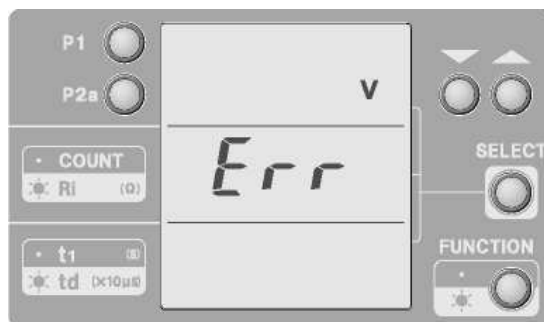 P1
P2a
v
COUNT
Ri (Ω)
Err
SELECT
t1 (s)
td (×10μs)
FUNCTION